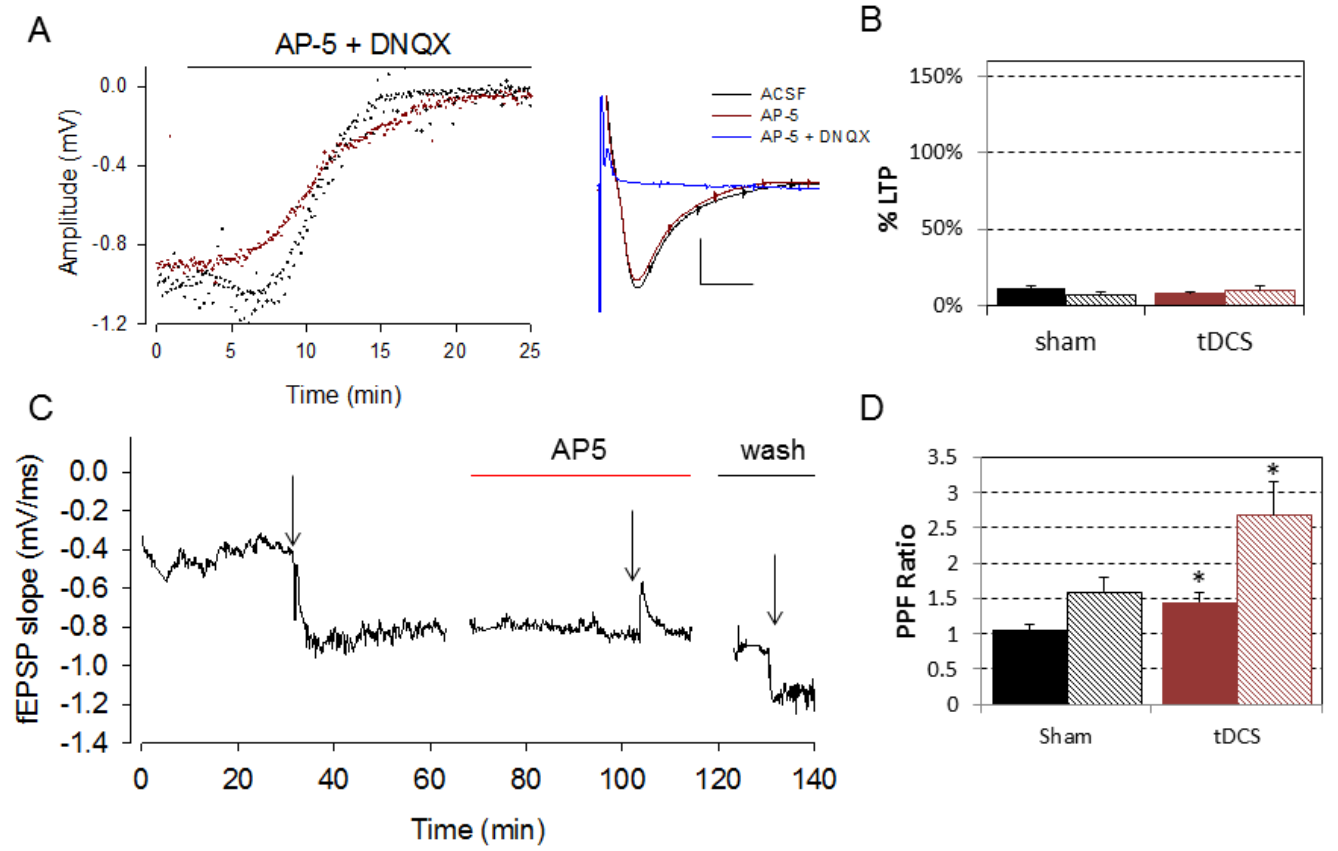 A
AP-5 + DNQX
0.0
-0.4
-0.8
-1.2
Amplitude (mV)
0 5 10 15 20 25
Time (min)
ACSF
AP-5
AP-5 + DNQX
B
150%
100%
50%
0%
% LTP
sham tDCS
C
AP5 wash
0.0
-0.2
-0.4
-0.6
-0.8
-1.0
-1.2
-1.4
fEPSP slope (mV/ms)
0 20 40 60 80 100 120 140
Time (min)
D
3.5
3
2.5
2
1.5
1
0.5
0
PPF Ratio
* *
Sham tDCS